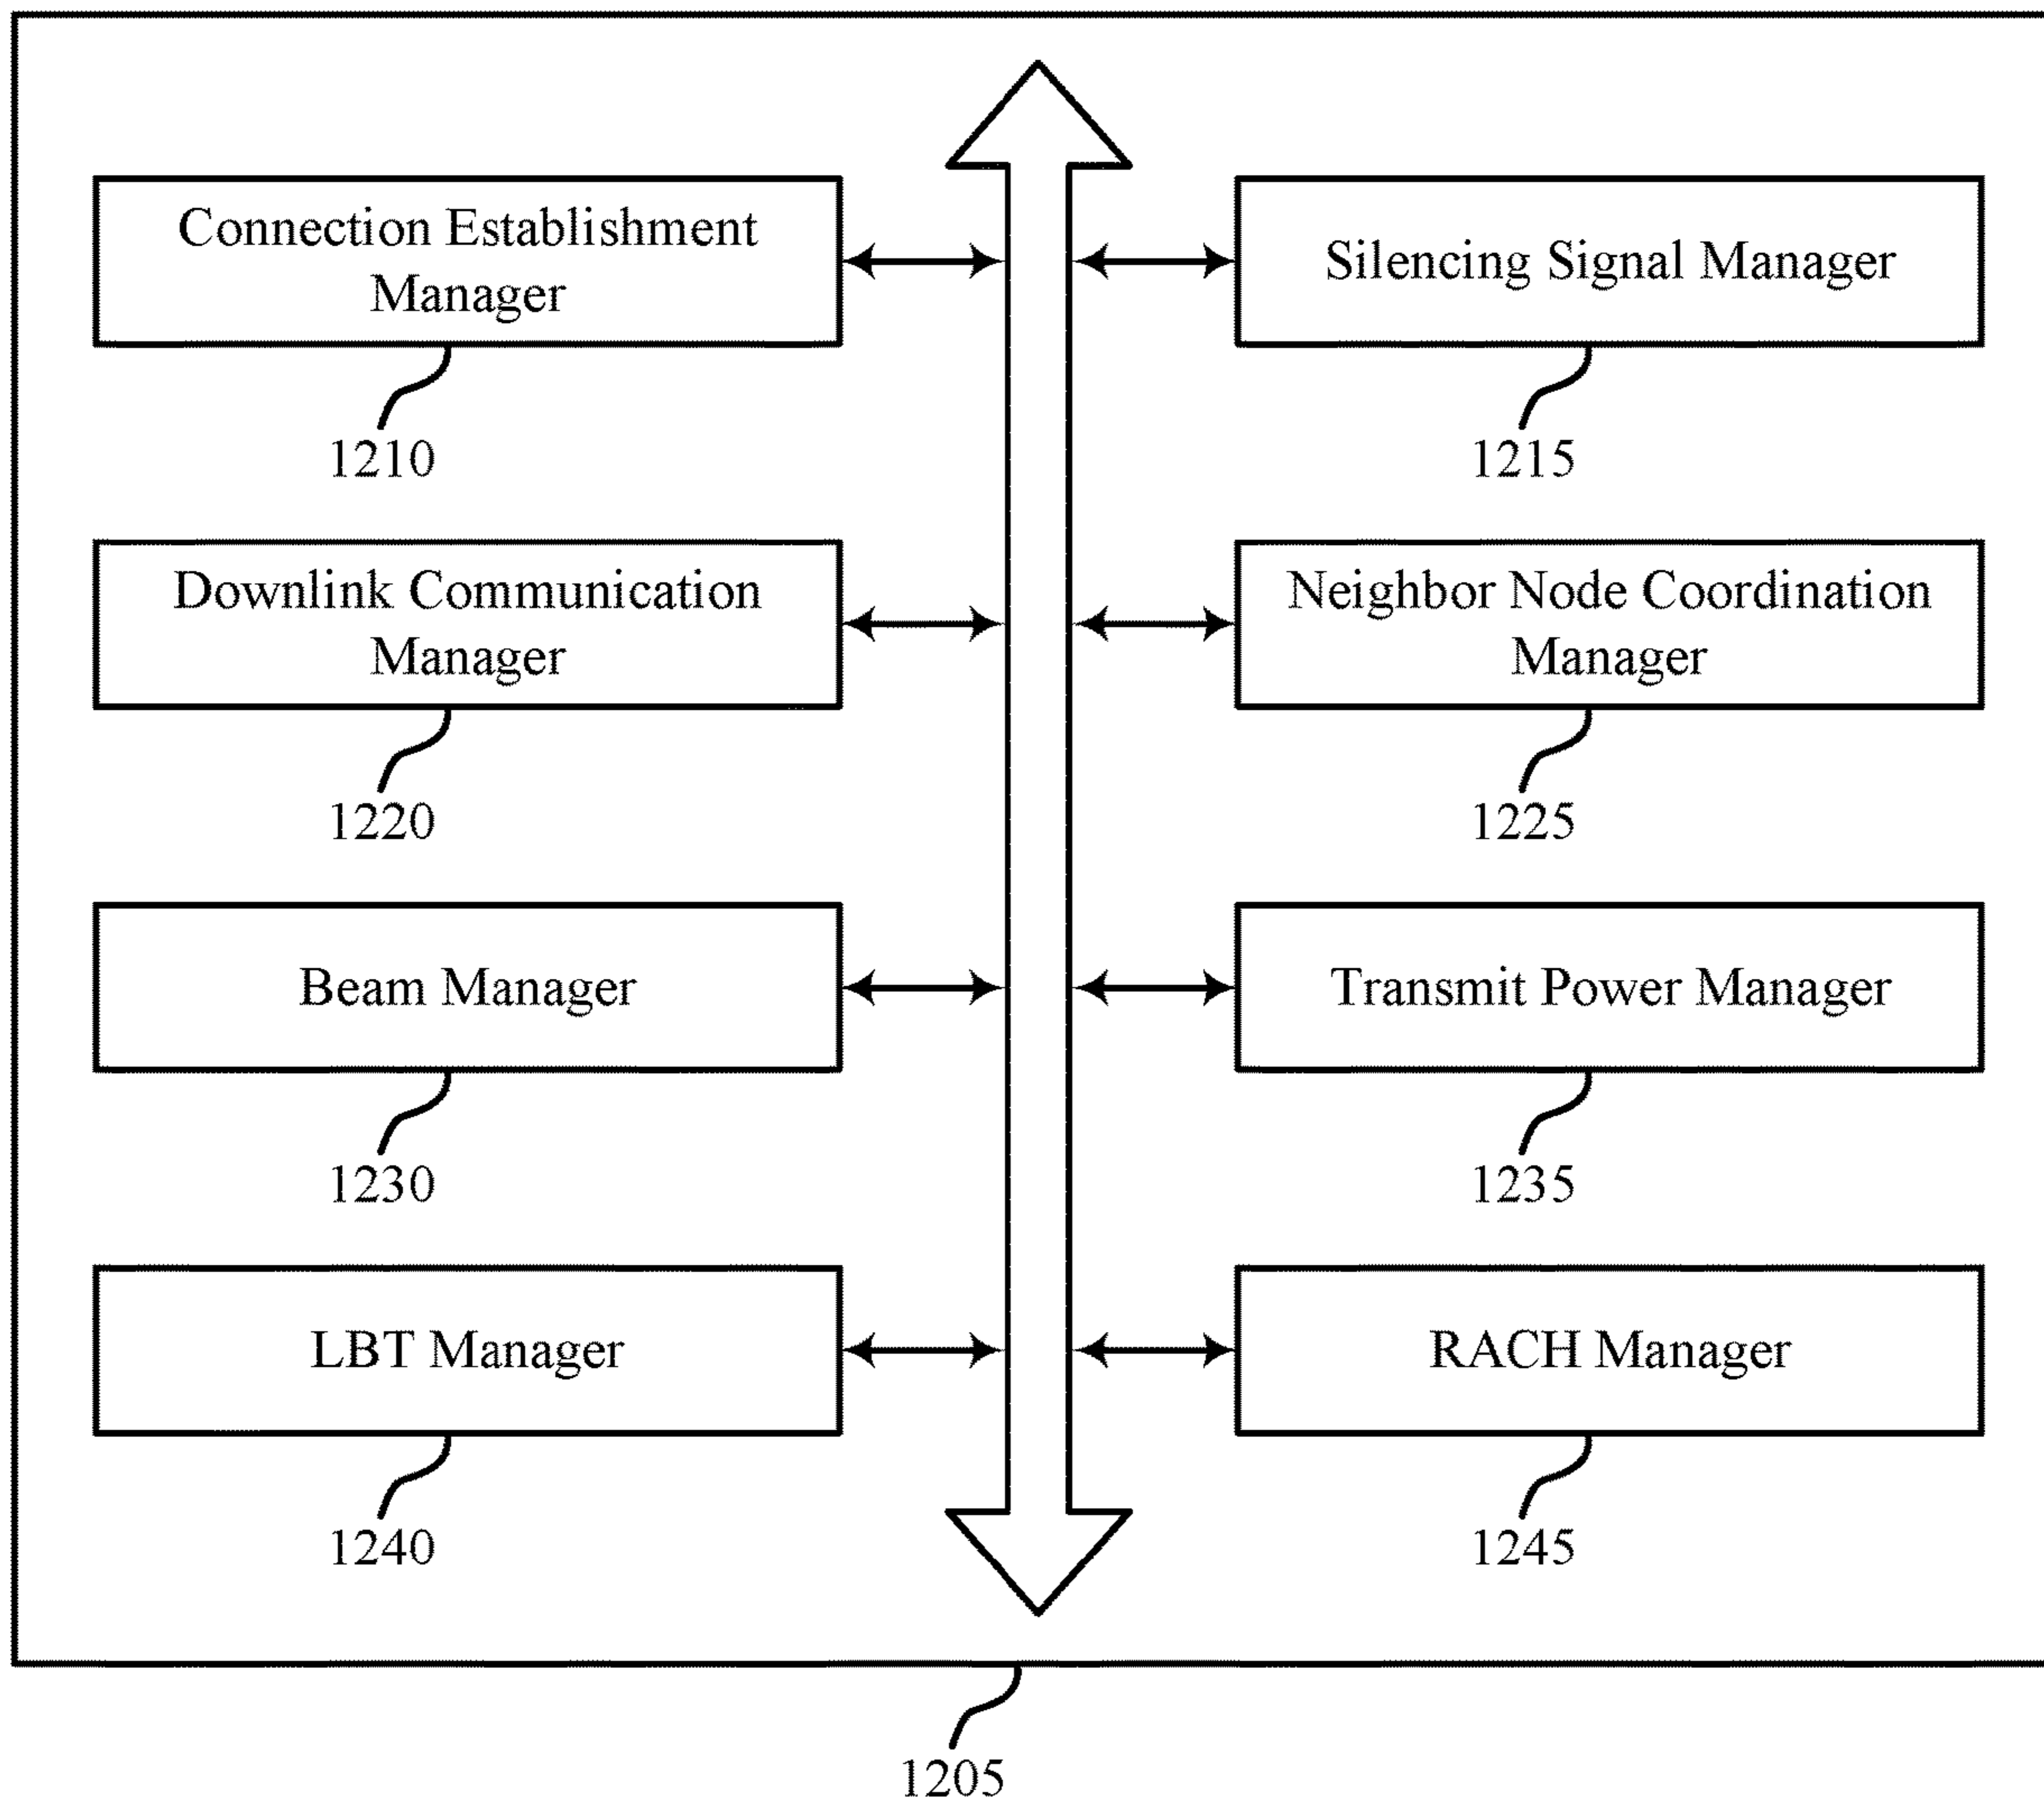 Connection Establishment
Manager
1210
Silencing Signal Manager
1215
Downlink Communication
Manager
1220
Neighbor Node Coordination
Manager
1225
Beam Manager
1230
Transmit Power Manager
1235
LBT Manager
1240
RACH Manager
1245
1205